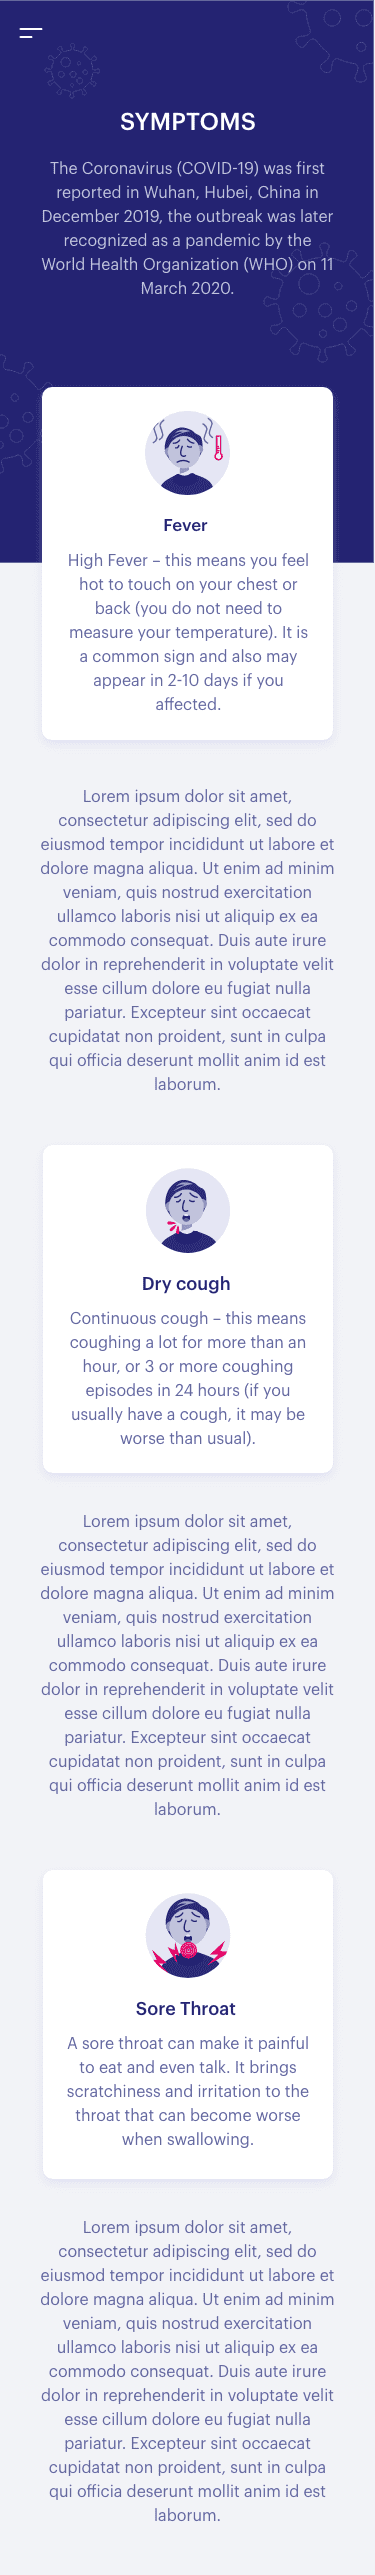 SYMPTOMS
The Coronavirus (COVID-19) was first
reported in Wuhan, Hubei, China in
December 2019, the outbreak was later
recognized as a pandemic by the
World Health Organization (WHO) on 11
March 2020.
Fever
High Fever – this means you feel
hot to touch on your chest or
back (you do not need to
measure your temperature). It is
a common sign and also may
appear in 2-10 days if you
affected.
Lorem ipsum dolor sit amet,
consectetur adipiscing elit, sed do
eiusmod tempor incididunt ut labore et
dolore magna aliqua. Ut enim ad minim
veniam, quis nostrud exercitation
ullamco laboris nisi ut aliquip ex ea
commodo consequat. Duis aute irure
dolor in reprehenderit in voluptate velit
esse cillum dolore eu fugiat nulla
pariatur. Excepteur sint occaecat
cupidatat non proident, sunt in culpa
qui officia deserunt mollit anim id est
laborum.
Dry cough
Continuous cough – this means
coughing a lot for more than an
hour, or 3 or more coughing
episodes in 24 hours (if you
usually have a cough, it may be
worse than usual).
Lorem ipsum dolor sit amet,
consectetur adipiscing elit, sed do
eiusmod tempor incididunt ut labore et
dolore magna aliqua. Ut enim ad minim
veniam, quis nostrud exercitation
ullamco laboris nisi ut aliquip ex ea
commodo consequat. Duis aute irure
dolor in reprehenderit in voluptate velit
esse cillum dolore eu fugiat nulla
pariatur. Excepteur sint occaecat
cupidatat non proident, sunt in culpa
qui officia deserunt mollit anim id est
laborum.
Sore Throat
A sore throat can make it painful
to eat and even talk. It brings
scratchiness and irritation to the
throat that can become worse
when swallowing.
Lorem ipsum dolor sit amet,
consectetur adipiscing elit, sed do
eiusmod tempor incididunt ut labore et
dolore magna aliqua. Ut enim ad minim
veniam, quis nostrud exercitation
ullamco laboris nisi ut aliquip ex ea
commodo consequat. Duis aute irure
dolor in reprehenderit in voluptate velit
esse cillum dolore eu fugiat nulla
pariatur. Excepteur sint occaecat
cupidatat non proident, sunt in culpa
qui officia deserunt mollit anim id est
laborum.